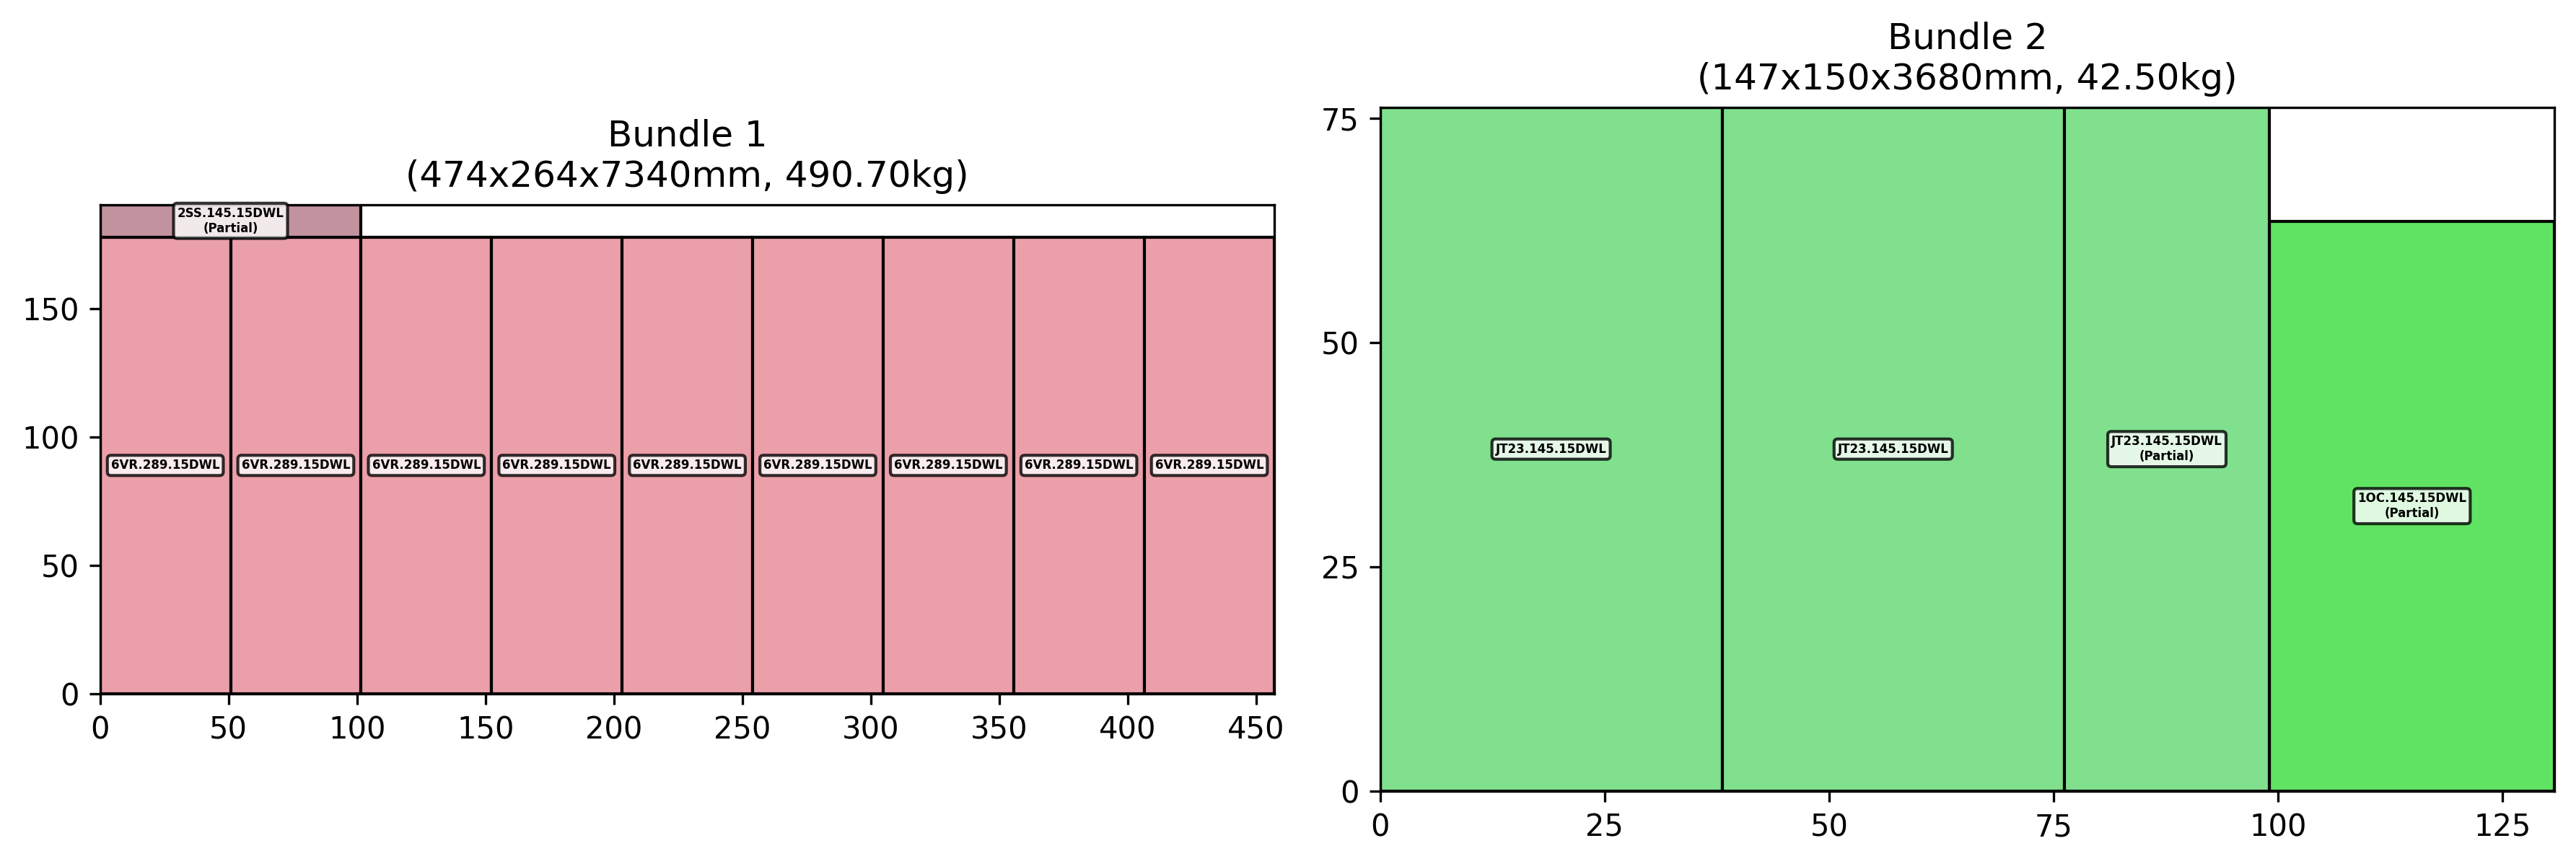 Bundle 1
(474x264x7340mm, 490.70kg)
2SS.145.15DWL
(Partial)
150
100
50
0
6VR.289.15DWL
6VR.289.15DWL
6VR.289.15DWL
6VR.289.15DWL
6VR.289.15DWL
6VR.289.15DWL
6VR.289.15DWL
6VR.289.15DWL
6VR.289.15DWL
0 50 100 150 200 250 300 350 400 450
Bundle 2
(147x150x3680mm, 42.50kg)
75
50
25
0
JT23.145.15DWL
JT23.145.15DWL
JT23.145.15DWL
(Partial)
1OC.145.15DWL
(Partial)
0 25 50 75 100 125